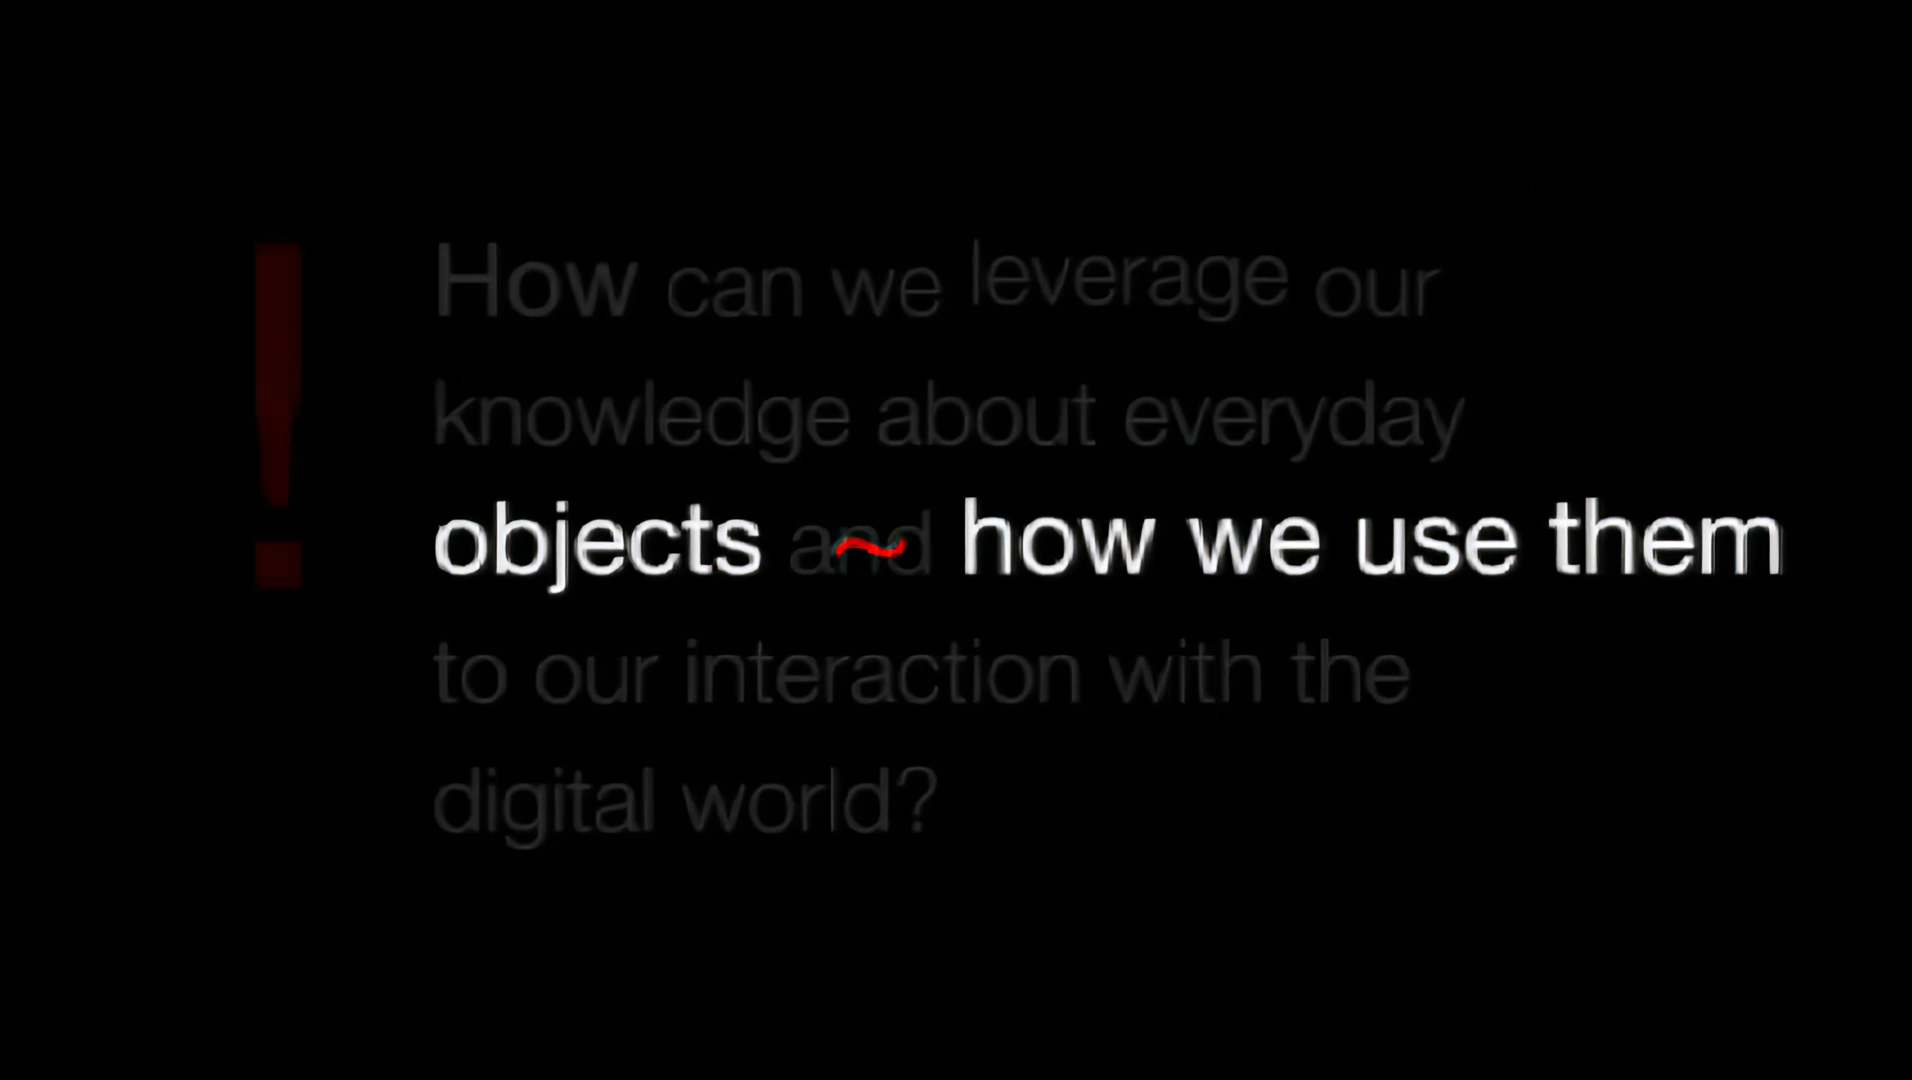 ! How can we leverage our
knowledge about everyday
objects and ~ how we use them
to our interaction with the
digital world?